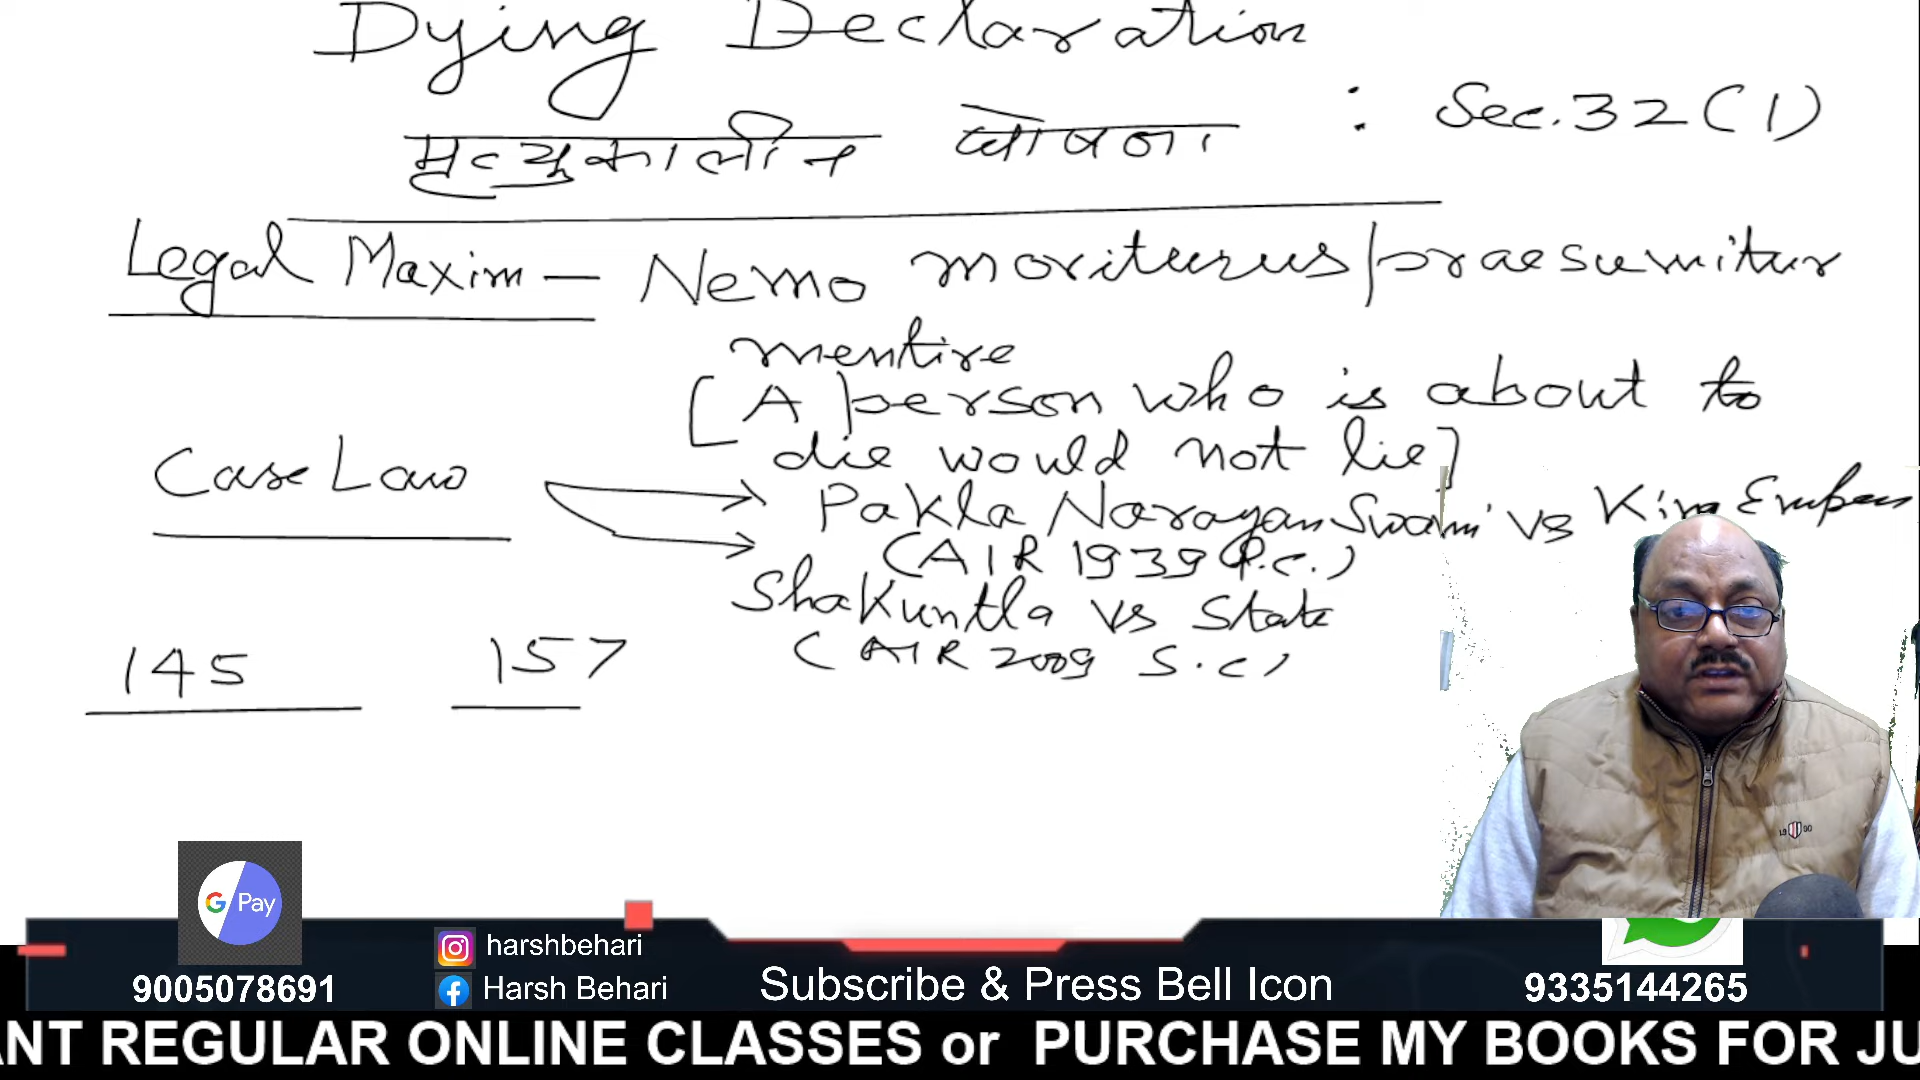 Dying Declaration
मृत्युकालीन घोषणा : Sec. 32 (1)
Legal Maxim — Nemo moriturus praesumitur
mentire
[A person who is about to
die would not lie]
Case Law
Pakla Narayan Swami vs King Emperor
(AIR 1939 P.C.)
Shakuntla vs State
(AIR 2009 S.C)
145 157
G Pay
9005078691
harshbehari
Harsh Behari
Subscribe & Press Bell Icon
9335144265
ANT REGULAR ONLINE CLASSES or PURCHASE MY BOOKS FOR JU